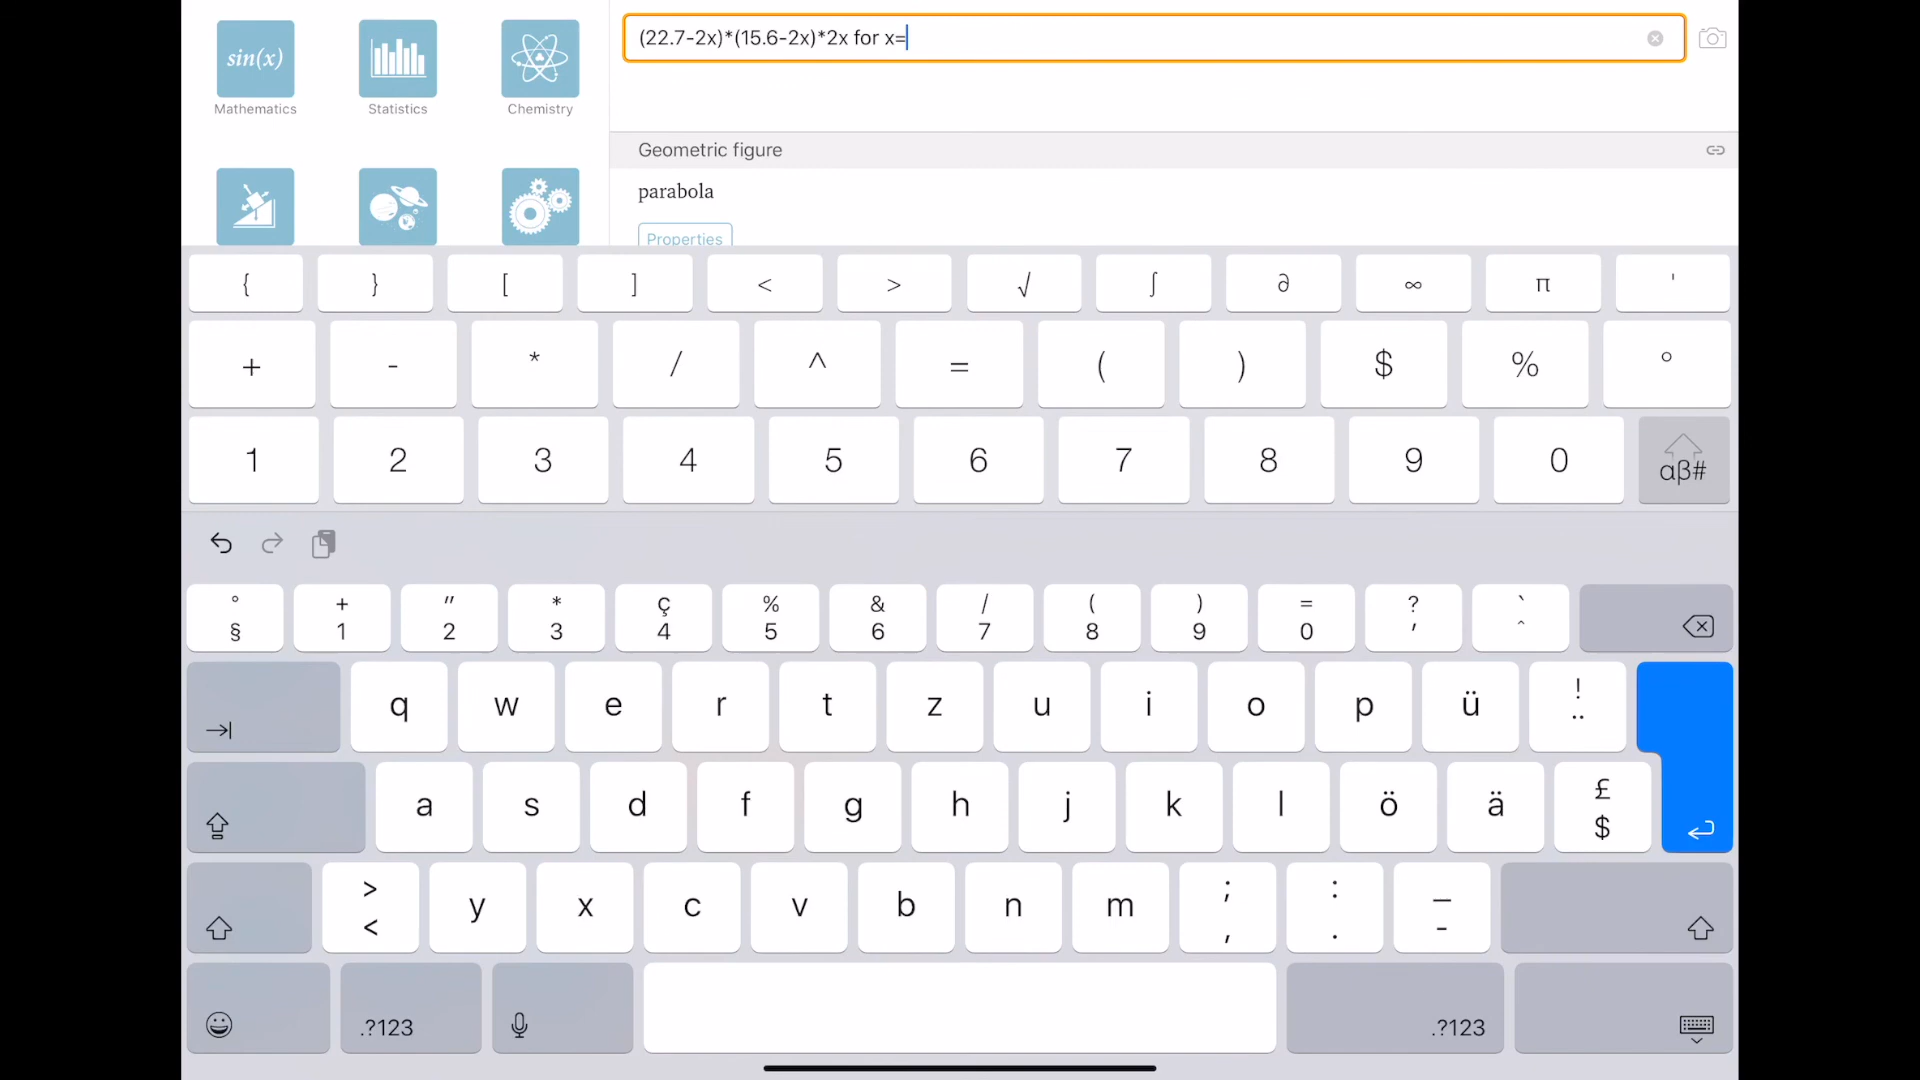 (22.7-2x)*(15.6-2x)*2x for x=
sin(x)
Mathematics Statistics Chemistry
Geometric figure
parabola
Properties
{ } [ ] < > √ ∫ ∂ ∞ π '
+ - * / ^ = ( ) $ % °
1 2 3 4 5 6 7 8 9 0 αβ#
° + " * ç % & / ( ) = ? `
§ 1 2 3 4 5 6 7 8 9 0 ' ^
q w e r t z u i o p ü ! ¨
a s d f g h j k l ö ä £ $
> < y x c v b n m ; , : . _ -
.?123 .?123